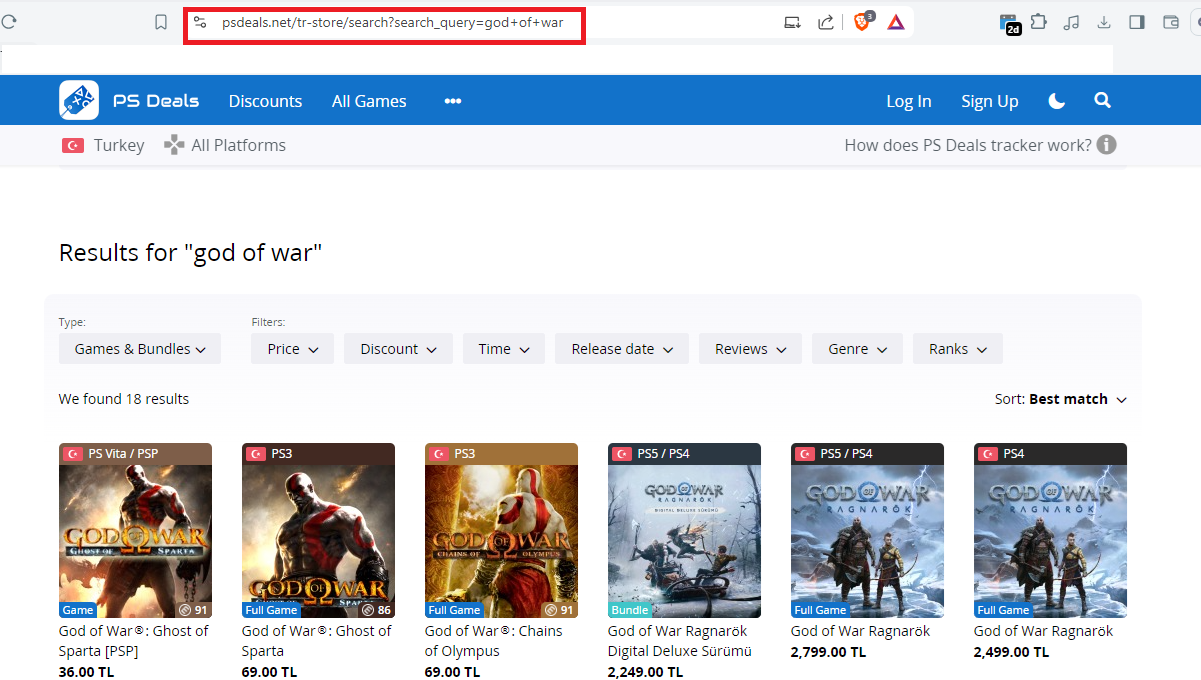 psdeals.net/tr-store/search?search_query=god+of+war
3
2d
PS Deals
Discounts
All Games
•••
Log In
Sign Up
Turkey
All Platforms
How does PS Deals tracker work?
Results for "god of war"
Type:
Filters:
Games & Bundles
Price
Discount
Time
Release date
Reviews
Genre
Ranks
We found 18 results
Sort: Best match
PS Vita / PSP
GOD OF WAR
GHOST OF SPARTA
Game
91
God of War®: Ghost of
Sparta [PSP]
36.00 TL
PS3
GOD OF WAR
Full Game
86
God of War®: Ghost of
Sparta
69.00 TL
PS3
GOD OF WAR
CHAINS OF OLYMPUS
Full Game
91
God of War®: Chains
of Olympus
69.00 TL
PS5 / PS4
GOD OF WAR
RAGNARÖK
DIGITAL DELUXE SÜRÜMÜ
Bundle
God of War Ragnarök
Digital Deluxe Sürümü
2,249.00 TL
PS5 / PS4
GOD OF WAR
RAGNARÖK
Full Game
God of War Ragnarök
2,799.00 TL
PS4
GOD OF WAR
RAGNARÖK
Full Game
God of War Ragnarök
2,499.00 TL